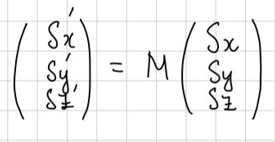 ( Sx′ ) = M ( Sx )
( Sy′ ) ( Sy )
( Sz′ ) ( Sz )